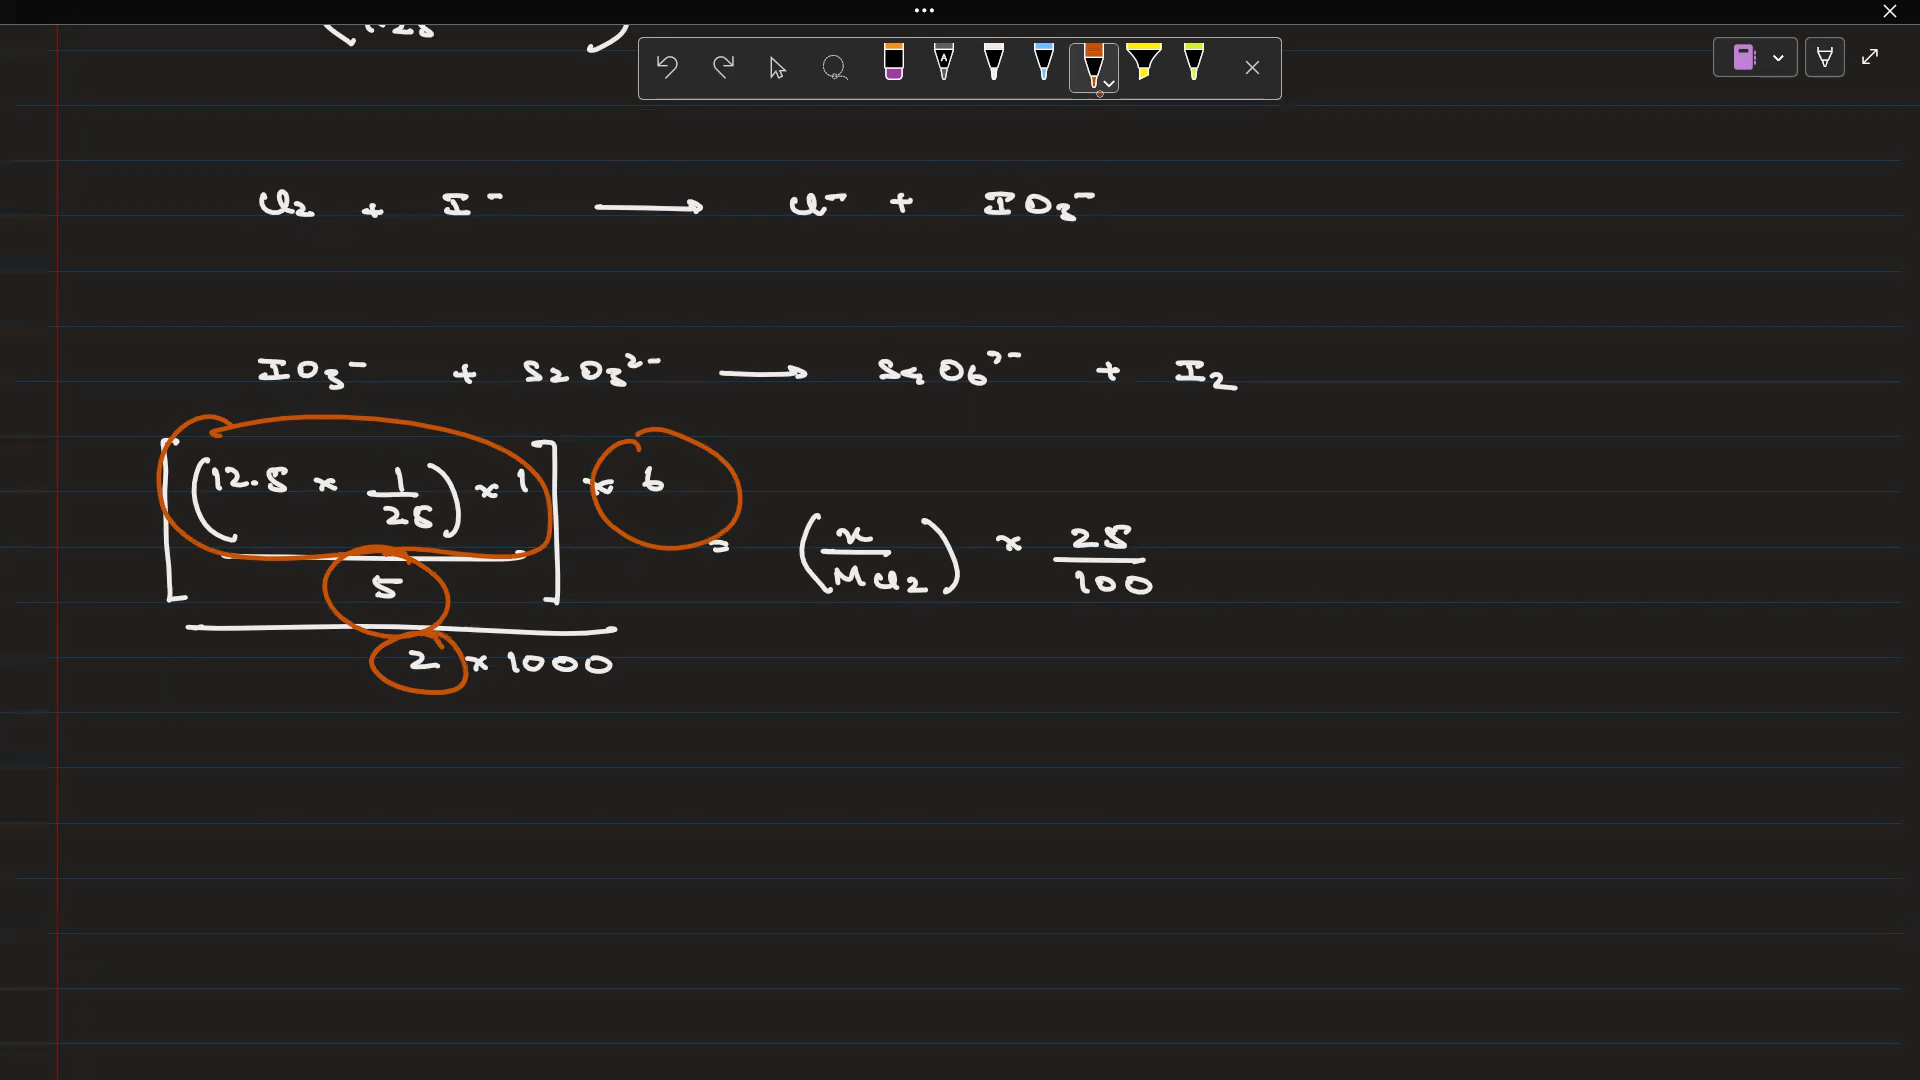 Cl2 + I⁻ ⟶ Cl⁻ + IO3⁻
IO3⁻ + S2O3²⁻ ⟶ S4O6²⁻ + I2
[(12.5 × 1/25) × 1 / 5] × 6 / 2 × 1000 = (x / MCl2) × 25/100